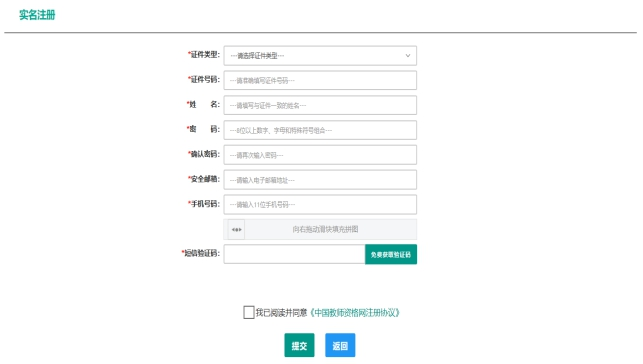 实名注册
*证件类型: ---请选择证件类型---
*证件号码: ---请准确填写证件号码---
*姓 名: ---请填写与证件一致的姓名---
*密 码: ---8位以上数字、字母和特殊符号组合---
*确认密码: ---请再次输入密码---
*安全邮箱: ---请输入电子邮箱地址---
*手机号码: ---请输入11位手机号码---
向右拖动滑块填充拼图
*短信验证码: 免费获取验证码
我已阅读并同意《中国教师资格网注册协议》
提交 返回